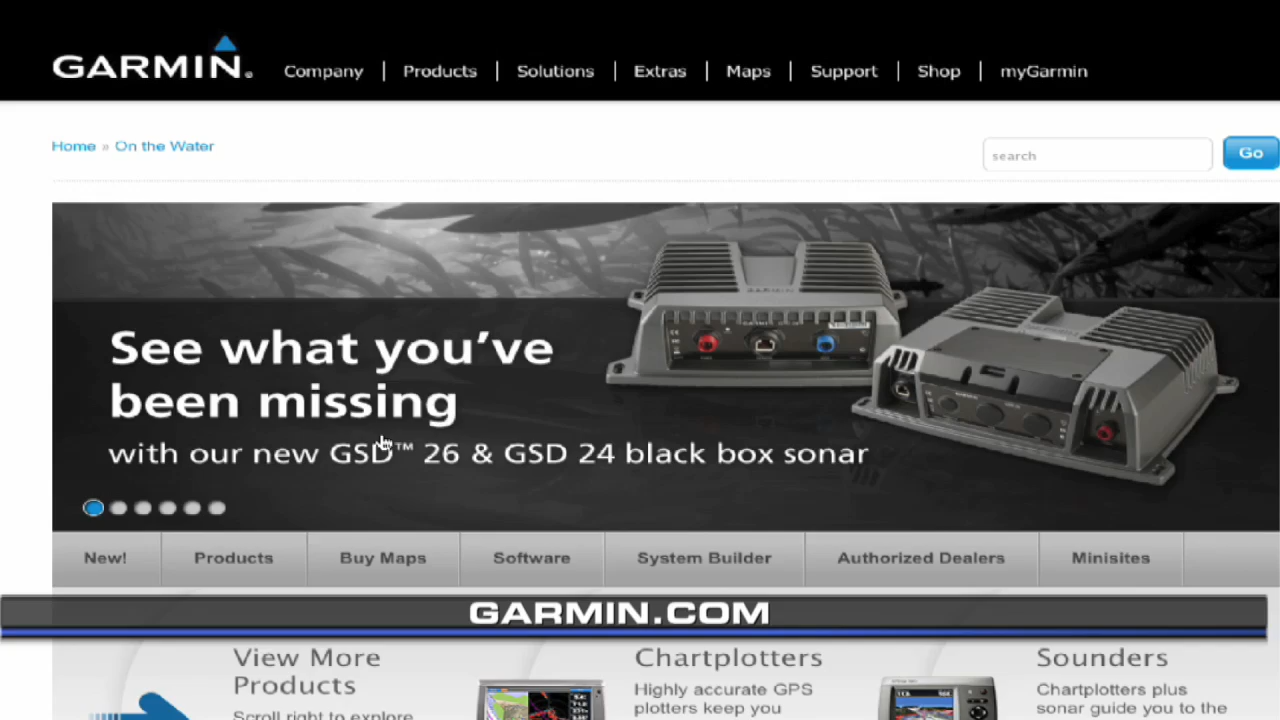 GARMIN®
Company | Products | Solutions | Extras | Maps | Support | Shop | myGarmin
Home » On the Water
search
Go
GARMIN
See what you've
been missing
with our new GSD™ 26 & GSD 24 black box sonar
New!
Products
Buy Maps
Software
System Builder
Authorized Dealers
Minisites
GARMIN.COM
View More
Products
Scroll right to explore
Chartplotters
Highly accurate GPS
plotters keep you
Sounders
Chartplotters plus
sonar guide you to the